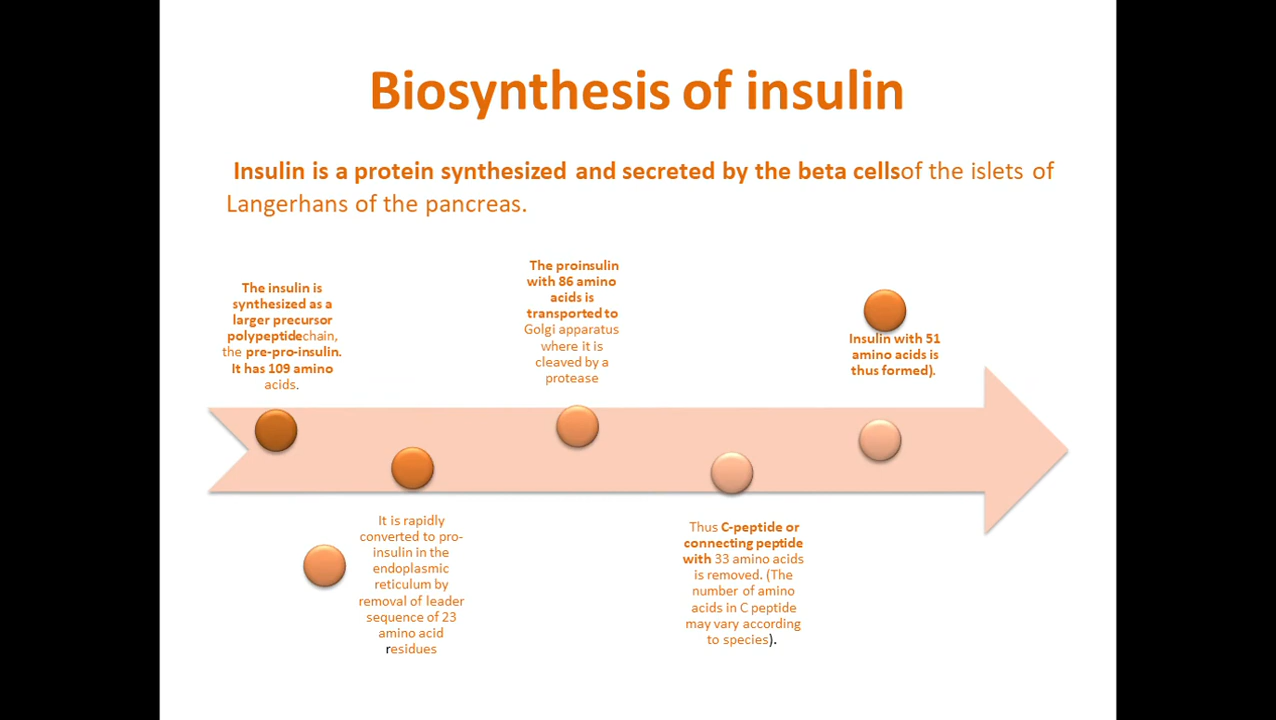 Biosynthesis of insulin
Insulin is a protein synthesized and secreted by the beta cellsof the islets of
Langerhans of the pancreas.
The insulin is
synthesized as a
larger precursor
polypeptidechain,
the pre-pro-insulin.
It has 109 amino
acids.
It is rapidly
converted to pro-
insulin in the
endoplasmic
reticulum by
removal of leader
sequence of 23
amino acid
residues
The proinsulin
with 86 amino
acids is
transported to
Golgi apparatus
where it is
cleaved by a
protease
Thus C-peptide or
connecting peptide
with 33 amino acids
is removed. (The
number of amino
acids in C peptide
may vary according
to species).
Insulin with 51
amino acids is
thus formed).